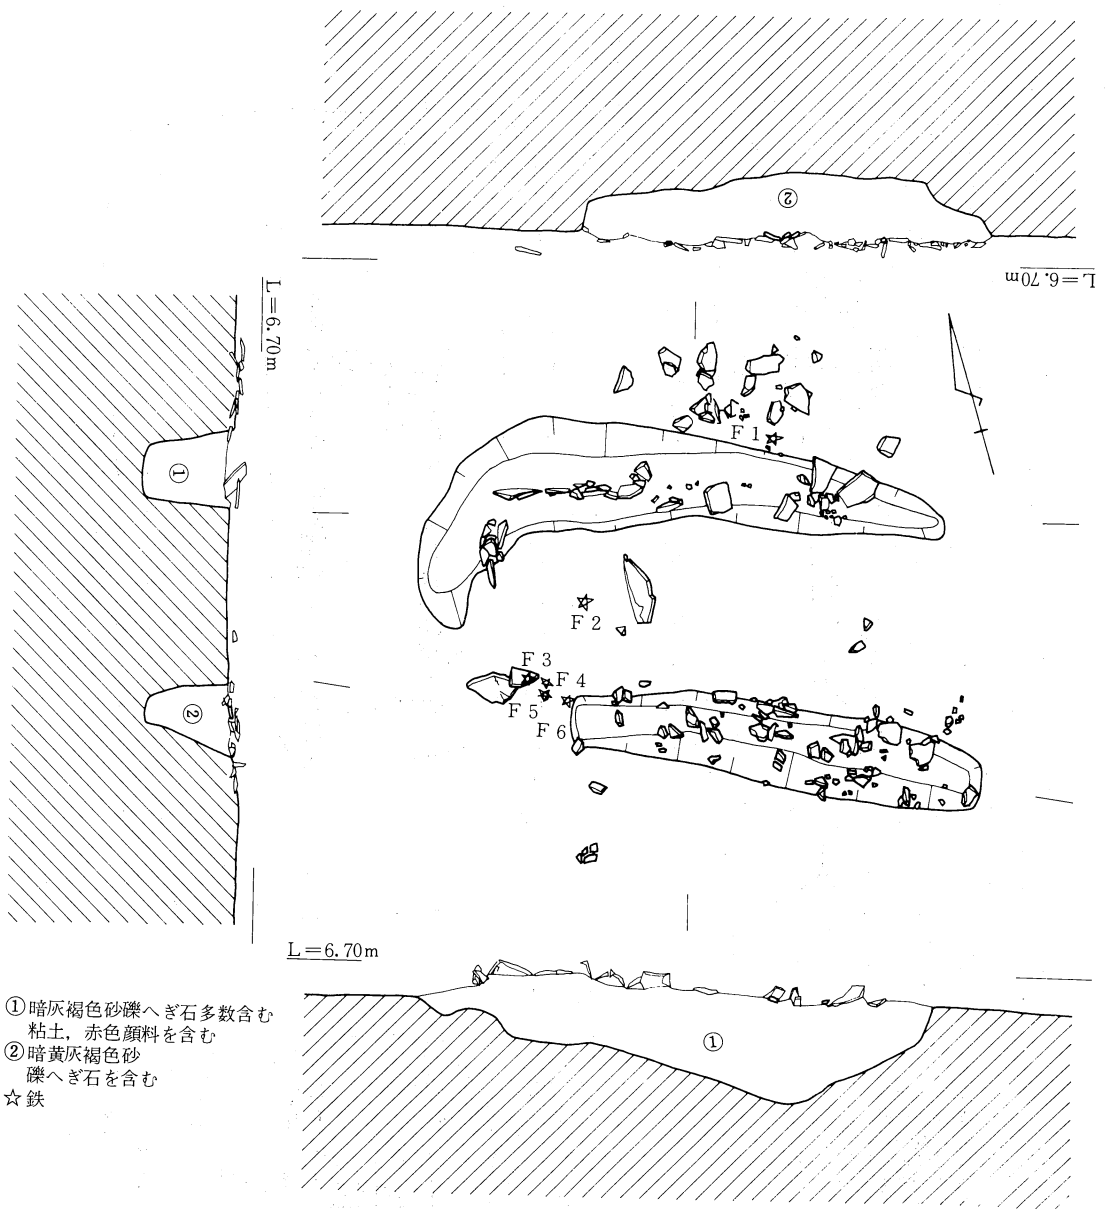 ②
L=6.70m
L=6.70m
①
②
F1
F2
F3
F4
F5
F6
L=6.70m
①
①暗灰褐色砂礫へぎ石多数含む
粘土，赤色顔料を含む
②暗黄灰褐色砂
礫へぎ石を含む
☆鉄